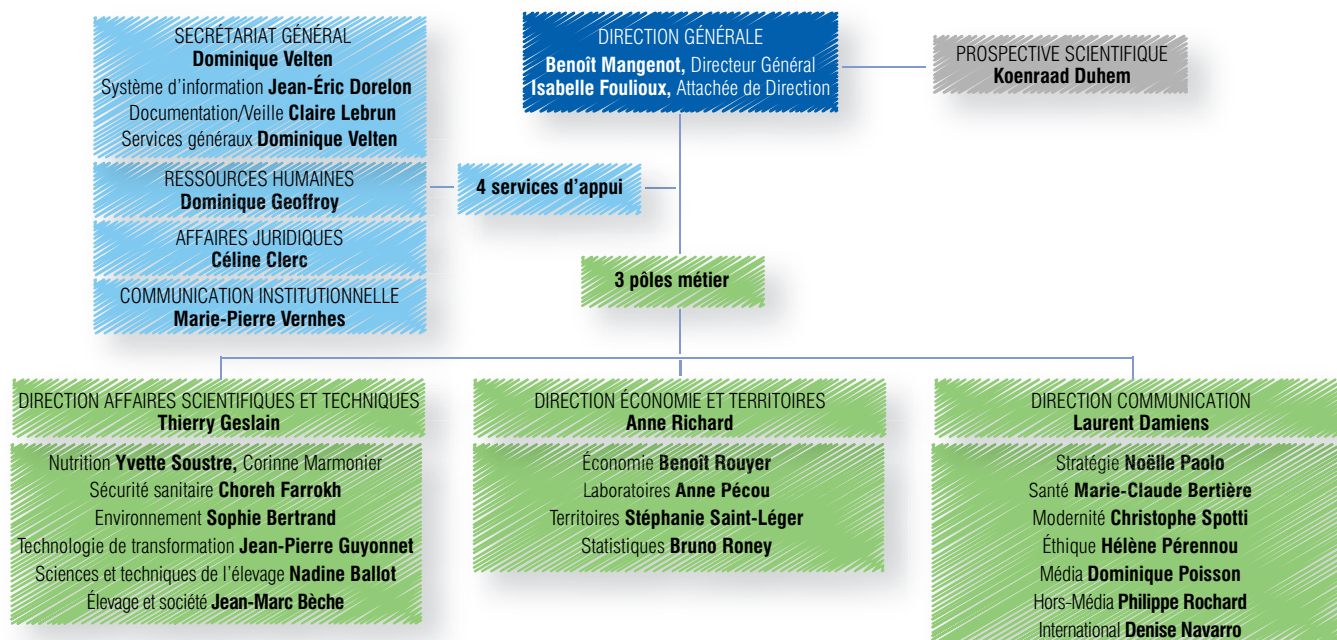 SECRÉTARIAT GÉNÉRAL
Dominique Velten
Système d'information Jean-Éric Dorelon
Documentation/Veille Claire Lebrun
Services généraux Dominique Velten
RESSOURCES HUMAINES
Dominique Geoffroy
AFFAIRES JURIDIQUES
Céline Clerc
COMMUNICATION INSTITUTIONNELLE
Marie-Pierre Vernhes
4 services d'appui
DIRECTION GÉNÉRALE
Benoît Mangenot, Directeur Général
Isabelle Foulioux, Attachée de Direction
PROSPECTIVE SCIENTIFIQUE
Koenraad Duhem
3 pôles métier
DIRECTION AFFAIRES SCIENTIFIQUES ET TECHNIQUES
Thierry Geslain
Nutrition Yvette Soustre, Corinne Marmonier
Sécurité sanitaire Choreh Farrokh
Environnement Sophie Bertrand
Technologie de transformation Jean-Pierre Guyonnet
Sciences et techniques de l'élevage Nadine Ballot
Élevage et société Jean-Marc Bèche
DIRECTION ÉCONOMIE ET TERRITOIRES
Anne Richard
Économie Benoît Rouyer
Laboratoires Anne Pécou
Territoires Stéphanie Saint-Léger
Statistiques Bruno Roney
DIRECTION COMMUNICATION
Laurent Damiens
Stratégie Noëlle Paolo
Santé Marie-Claude Bertière
Modernité Christophe Spotti
Éthique Hélène Pérennou
Média Dominique Poisson
Hors-Média Philippe Rochard
International Denise Navarro